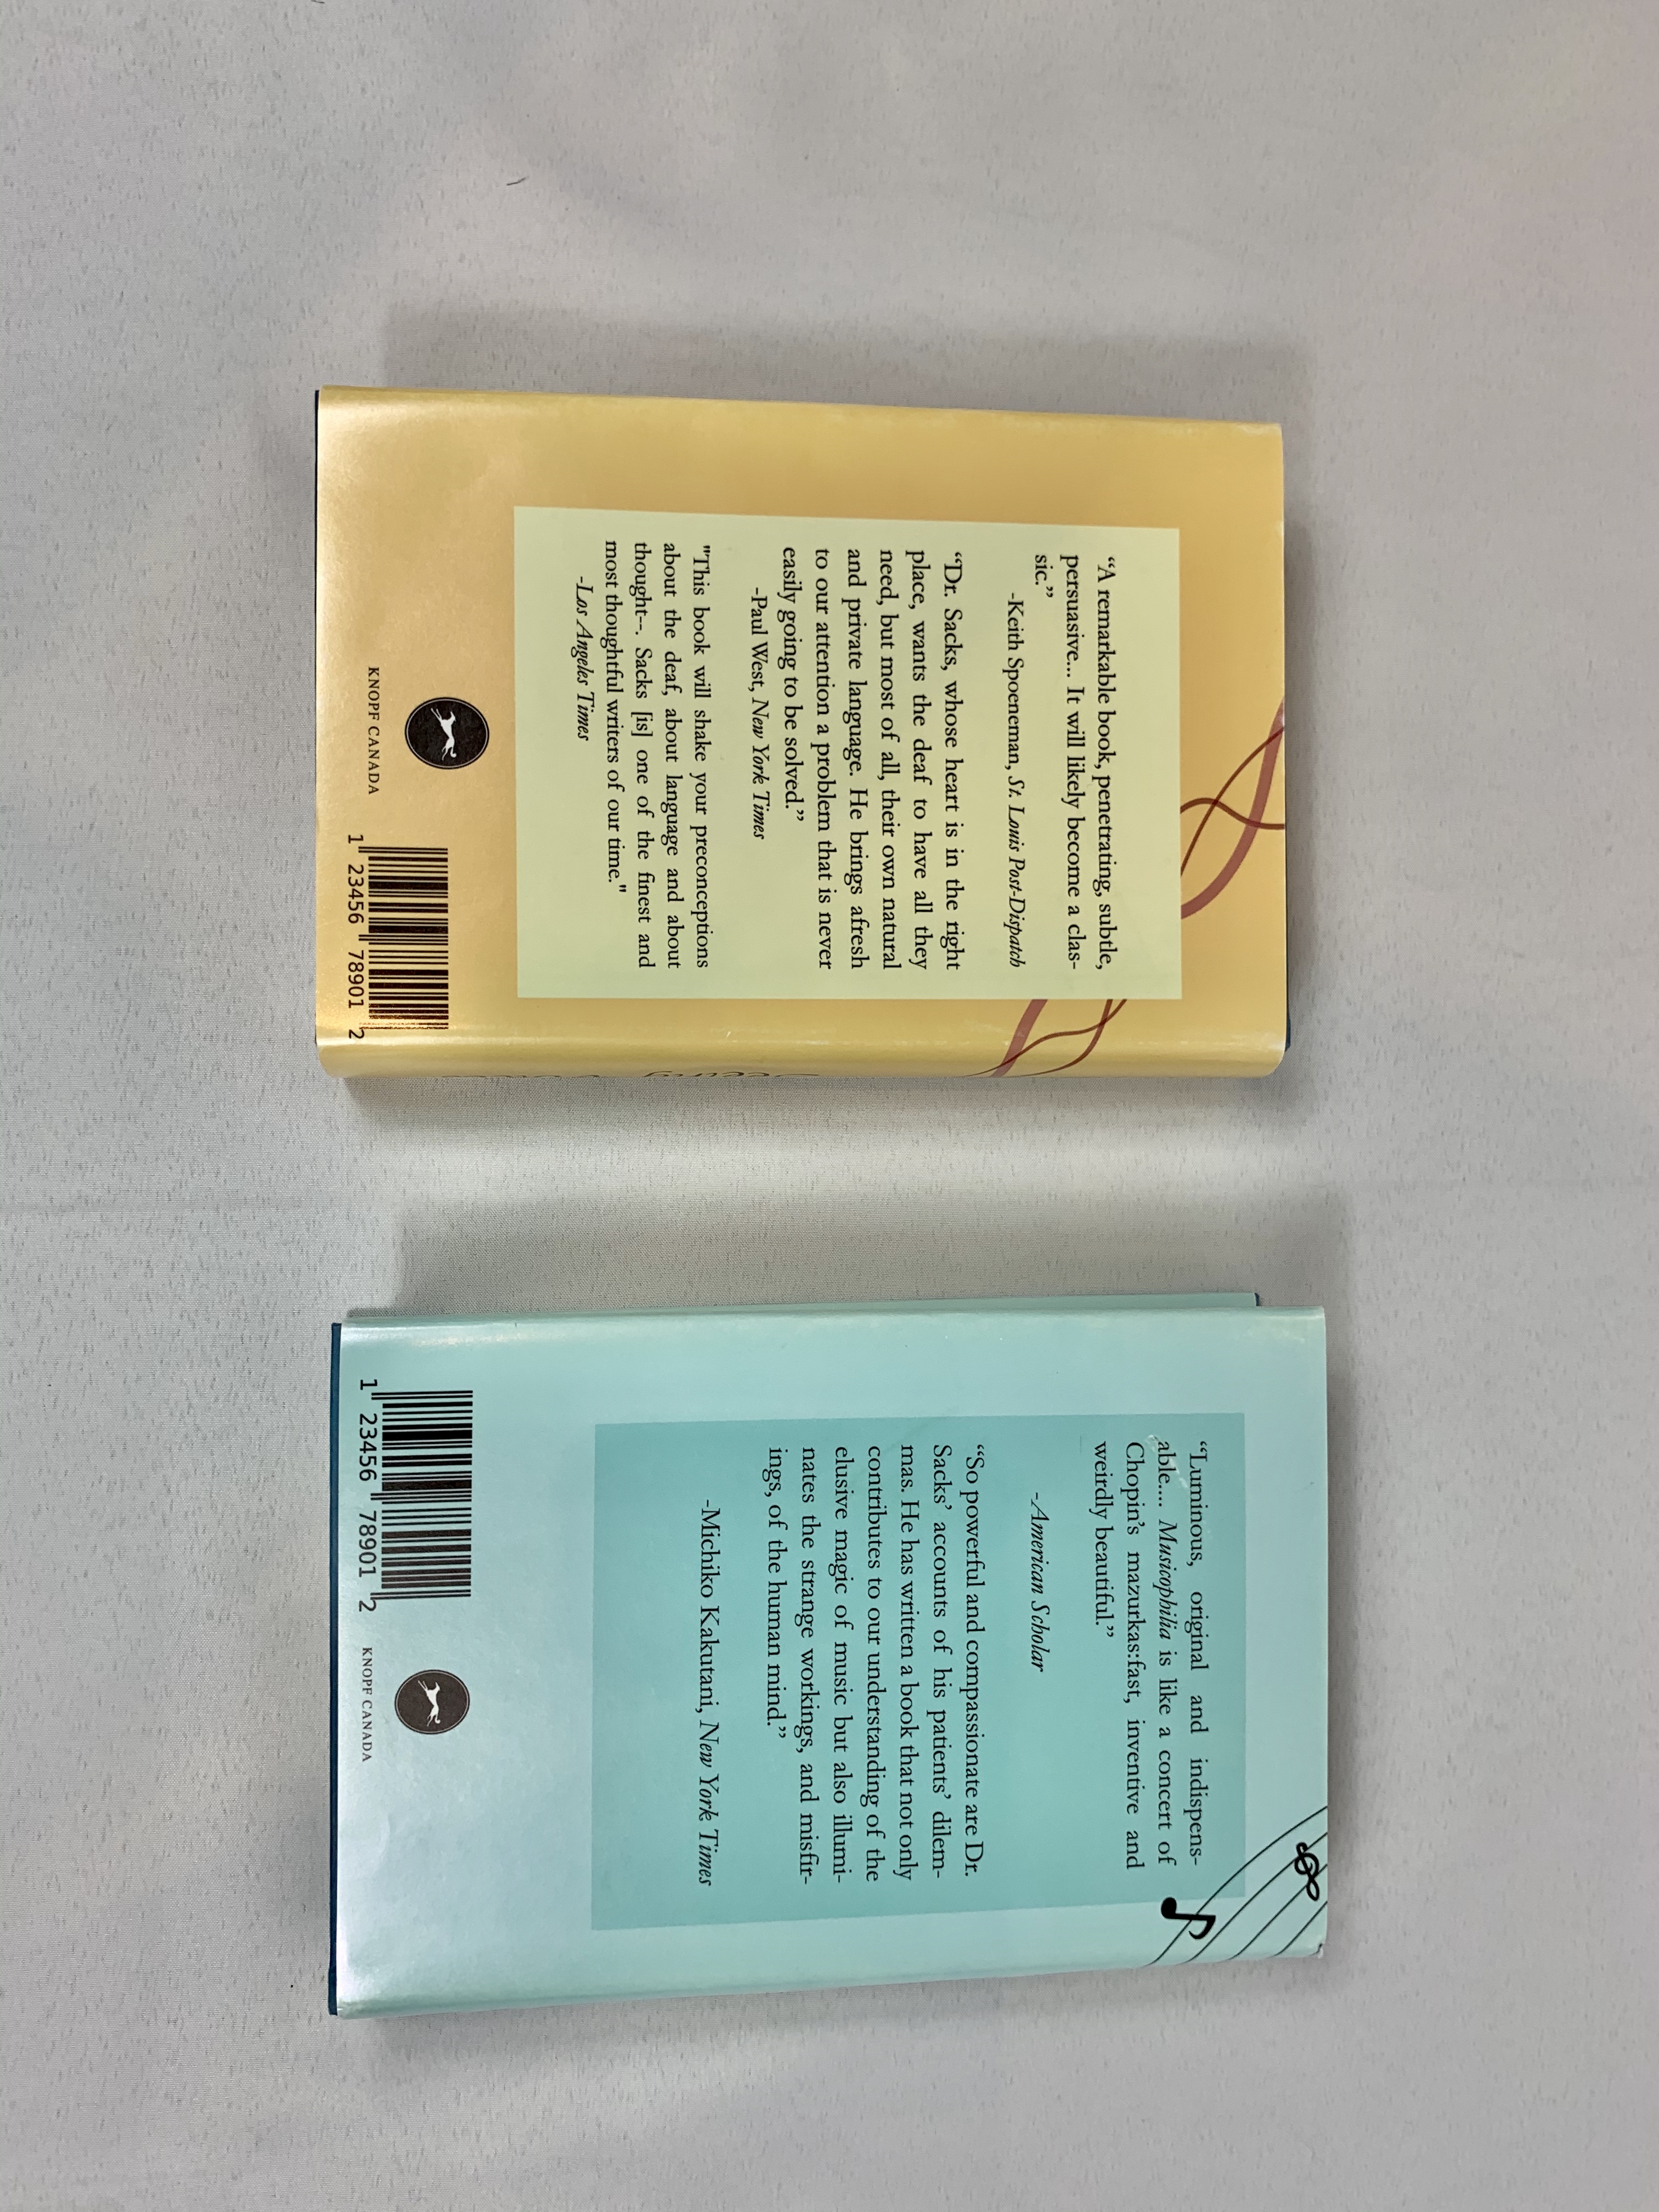 “A remarkable book, penetrating, subtle,
persuasive... It will likely become a clas-
sic.”
-Keith Spoeneman, St. Louis Post-Dispatch
“Dr. Sacks, whose heart is in the right
place, wants the deaf to have all they
need, but most of all, their own natural
and private language. He brings afresh
to our attention a problem that is never
easily going to be solved.”
-Paul West, New York Times
"This book will shake your preconceptions
about the deaf, about language and about
thought--. Sacks [is] one of the finest and
most thoughtful writers of our time."
-Los Angeles Times
KNOPF CANADA
1 23456 78901 2
“Luminous, original and indispens-
able.... Musicophilia is like a concert of
Chopin’s mazurkas:fast, inventive and
weirdly beautiful.”
-American Scholar
“So powerful and compassionate are Dr.
Sacks’ accounts of his patients’ dilem-
mas. He has written a book that not only
contributes to our understanding of the
elusive magic of music but also illumi-
nates the strange workings, and misfir-
ings, of the human mind.”
-Michiko Kakutani, New York Times
1 23456 78901 2
KNOPF CANADA